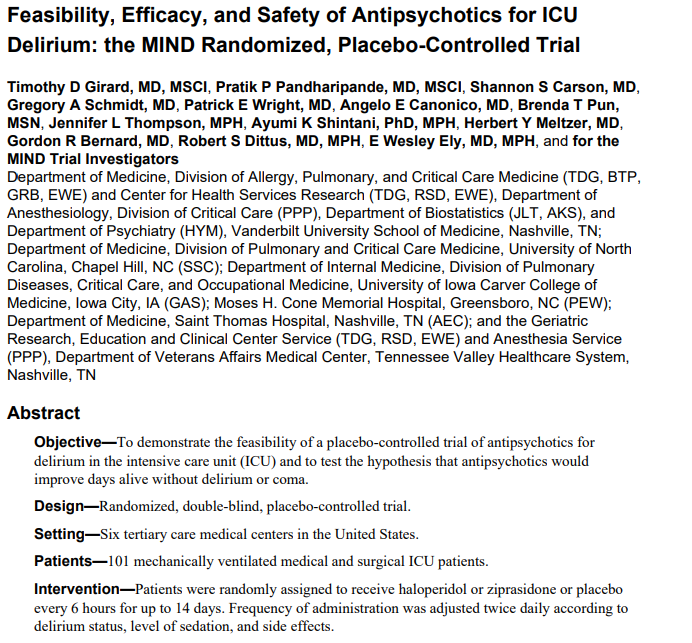 Feasibility, Efficacy, and Safety of Antipsychotics for ICU
Delirium: the MIND Randomized, Placebo-Controlled Trial
Timothy D Girard, MD, MSCI, Pratik P Pandharipande, MD, MSCI, Shannon S Carson, MD,
Gregory A Schmidt, MD, Patrick E Wright, MD, Angelo E Canonico, MD, Brenda T Pun,
MSN, Jennifer L Thompson, MPH, Ayumi K Shintani, PhD, MPH, Herbert Y Meltzer, MD,
Gordon R Bernard, MD, Robert S Dittus, MD, MPH, E Wesley Ely, MD, MPH, and for the
MIND Trial Investigators
Department of Medicine, Division of Allergy, Pulmonary, and Critical Care Medicine (TDG, BTP,
GRB, EWE) and Center for Health Services Research (TDG, RSD, EWE), Department of
Anesthesiology, Division of Critical Care (PPP), Department of Biostatistics (JLT, AKS), and
Department of Psychiatry (HYM), Vanderbilt University School of Medicine, Nashville, TN;
Department of Medicine, Division of Pulmonary and Critical Care Medicine, University of North
Carolina, Chapel Hill, NC (SSC); Department of Internal Medicine, Division of Pulmonary
Diseases, Critical Care, and Occupational Medicine, University of Iowa Carver College of
Medicine, Iowa City, IA (GAS); Moses H. Cone Memorial Hospital, Greensboro, NC (PEW);
Department of Medicine, Saint Thomas Hospital, Nashville, TN (AEC); and the Geriatric
Research, Education and Clinical Center Service (TDG, RSD, EWE) and Anesthesia Service
(PPP), Department of Veterans Affairs Medical Center, Tennessee Valley Healthcare System,
Nashville, TN
Abstract
Objective—To demonstrate the feasibility of a placebo-controlled trial of antipsychotics for
delirium in the intensive care unit (ICU) and to test the hypothesis that antipsychotics would
improve days alive without delirium or coma.
Design—Randomized, double-blind, placebo-controlled trial.
Setting—Six tertiary care medical centers in the United States.
Patients—101 mechanically ventilated medical and surgical ICU patients.
Intervention—Patients were randomly assigned to receive haloperidol or ziprasidone or placebo
every 6 hours for up to 14 days. Frequency of administration was adjusted twice daily according to
delirium status, level of sedation, and side effects.